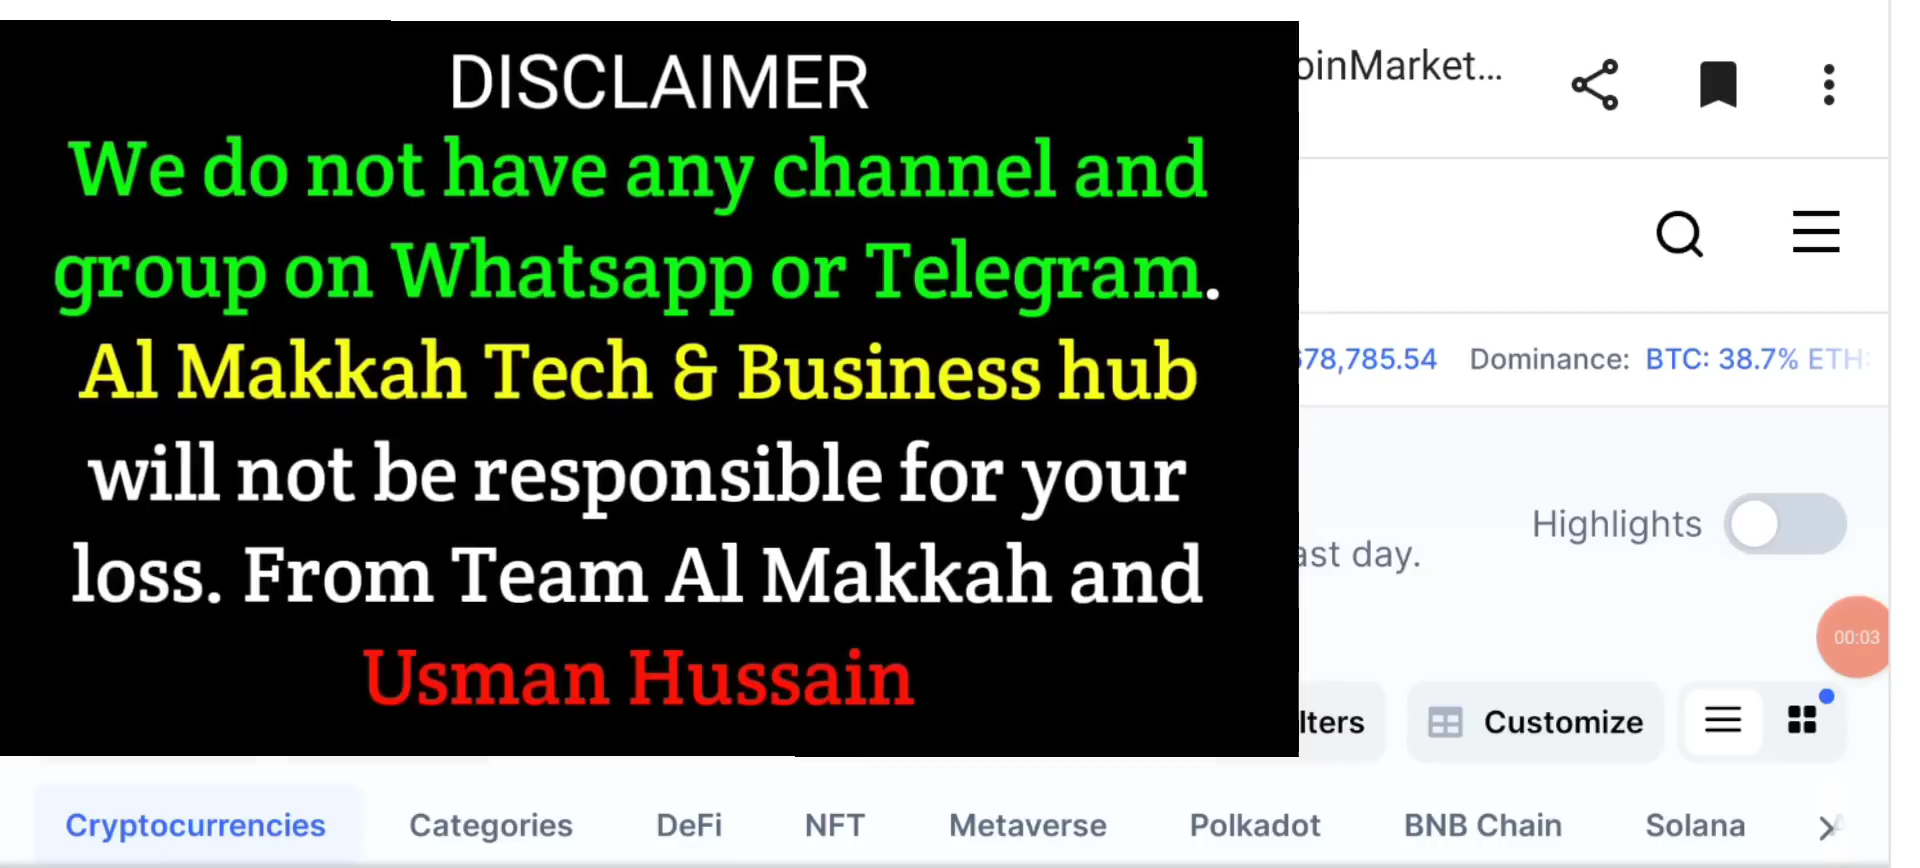 DISCLAIMER
We do not have any channel and
group on Whatsapp or Telegram.
Al Makkah Tech & Business hub
will not be responsible for your
loss. From Team Al Makkah and
Usman Hussain
oinMarket...
78,785.54 Dominance: BTC: 38.7% ETH:
Highlights
ast day.
00:03
lters
Customize
Cryptocurrencies Categories DeFi NFT Metaverse Polkadot BNB Chain Solana